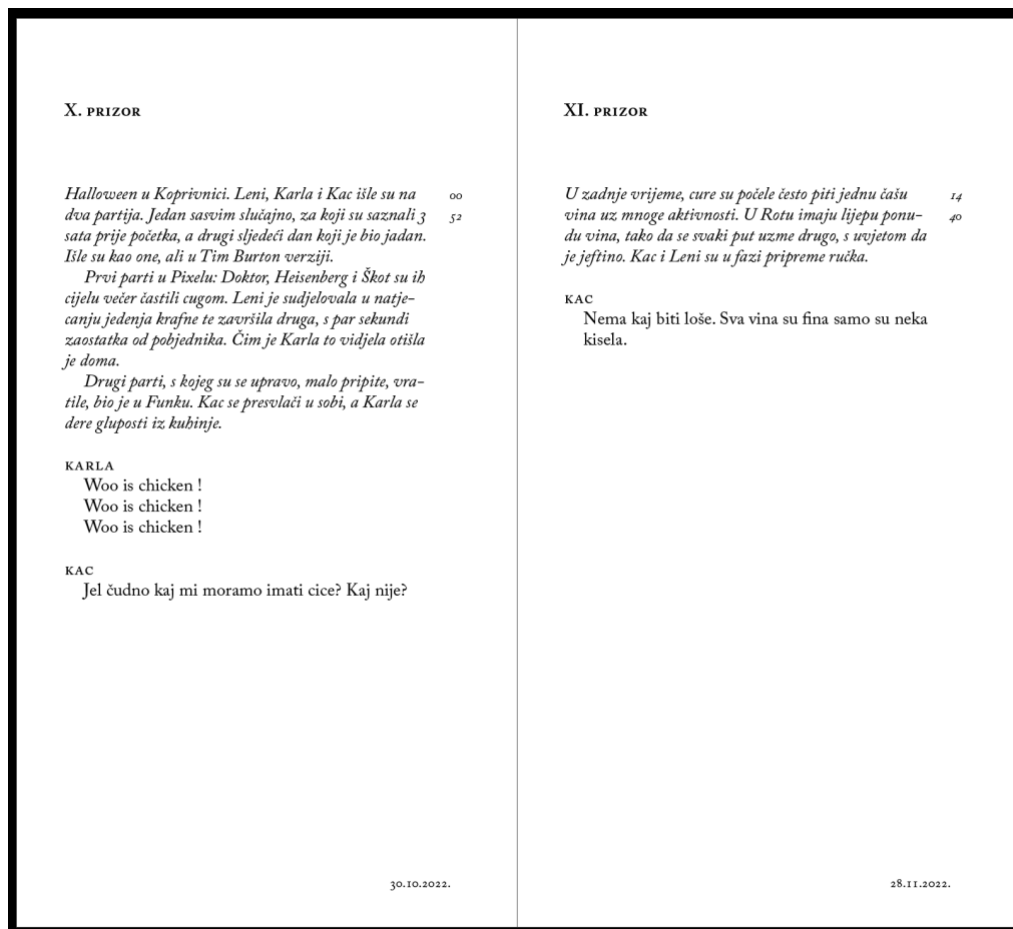 X. PRIZOR
Halloween u Koprivnici. Leni, Karla i Kac išle su na 00
dva partija. Jedan sasvim slučajno, za koji su saznali 3 52
sata prije početka, a drugi sljedeći dan koji je bio jadan.
Išle su kao one, ali u Tim Burton verziji.
Prvi parti u Pixelu: Doktor, Heisenberg i Škot su ih
cijelu večer častili cugom. Leni je sudjelovala u natje-
canju jedenja krafne te završila druga, s par sekundi
zaostatka od pobjednika. Čim je Karla to vidjela otišla
je doma.
Drugi parti, s kojeg su se upravo, malo pripite, vra-
tile, bio je u Funku. Kac se presvlači u sobi, a Karla se
dere gluposti iz kuhinje.
KARLA
Woo is chicken !
Woo is chicken !
Woo is chicken !
KAC
Jel čudno kaj mi moramo imati cice? Kaj nije?
30.10.2022.
XI. PRIZOR
U zadnje vrijeme, cure su počele često piti jednu čašu 14
vina uz mnoge aktivnosti. U Rotu imaju lijepu ponu- 40
du vina, tako da se svaki put uzme drugo, s uvjetom da
je jeftino. Kac i Leni su u fazi pripreme ručka.
KAC
Nema kaj biti loše. Sva vina su fina samo su neka
kisela.
28.11.2022.